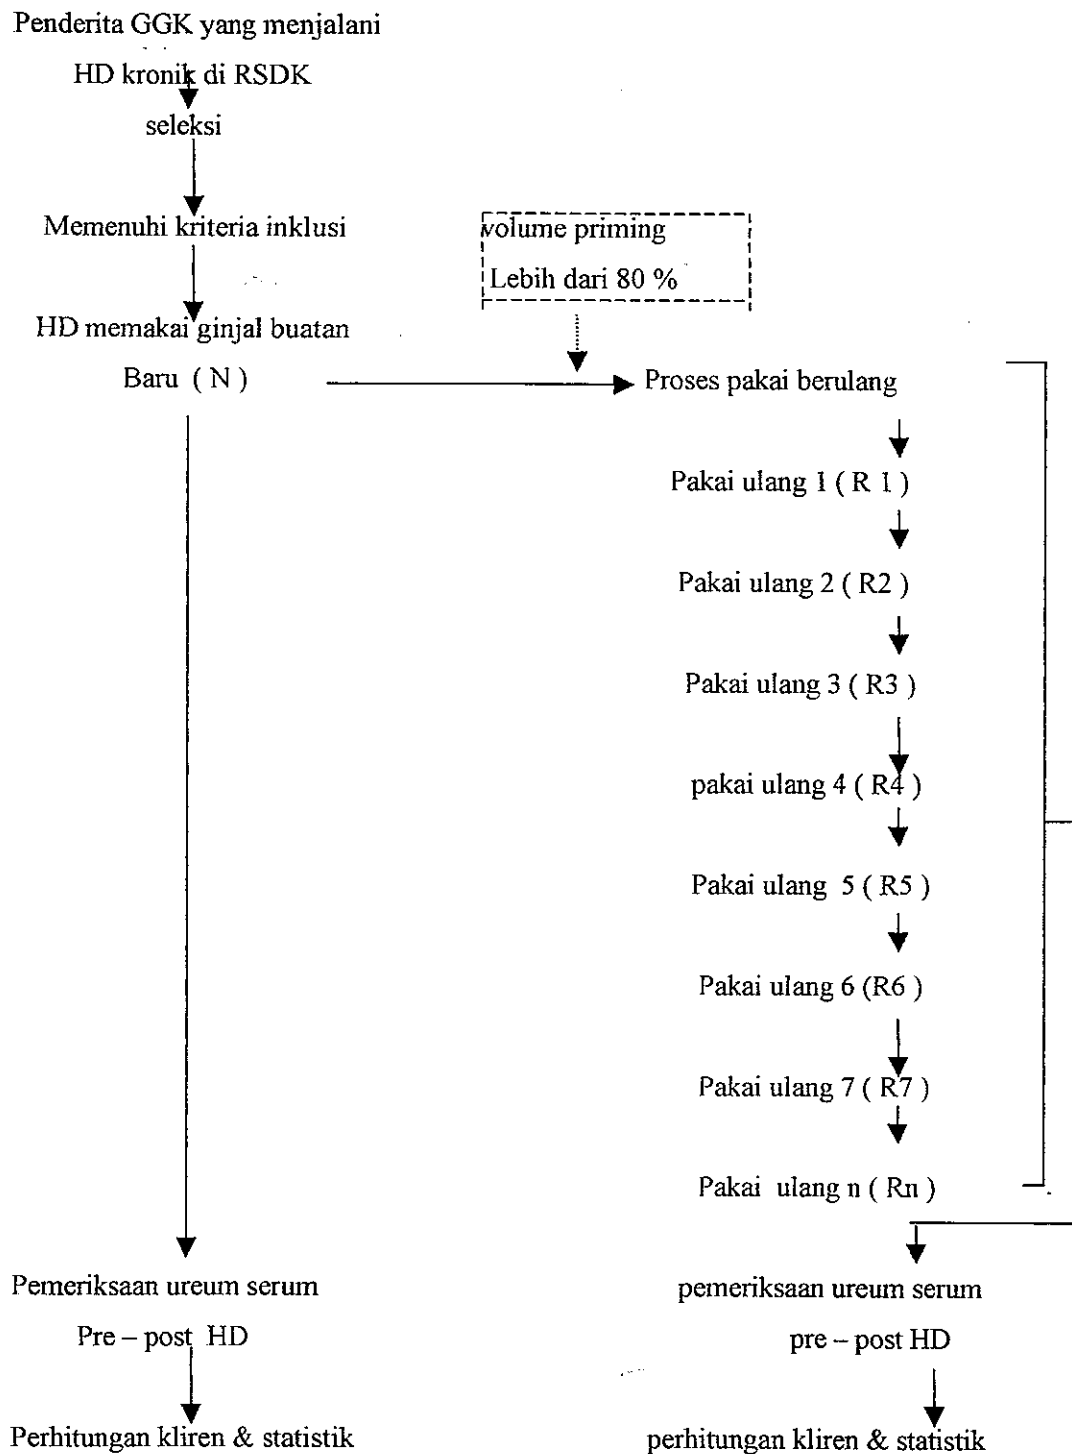 Penderita GGK yang menjalani
HD kronik di RSDK
seleksi
Memenuhi kriteria inklusi
volume priming
Lebih dari 80 %
HD memakai ginjal buatan
Baru ( N )
Proses pakai berulang
Pakai ulang 1 ( R 1 )
Pakai ulang 2 ( R2 )
Pakai ulang 3 ( R3 )
pakai ulang 4 ( R4 )
Pakai ulang 5 ( R5 )
Pakai ulang 6 (R6 )
Pakai ulang 7 ( R7 )
Pakai ulang n ( Rn )
Pemeriksaan ureum serum
Pre – post HD
Perhitungan kliren & statistik
pemeriksaan ureum serum
pre – post HD
perhitungan kliren & statistik